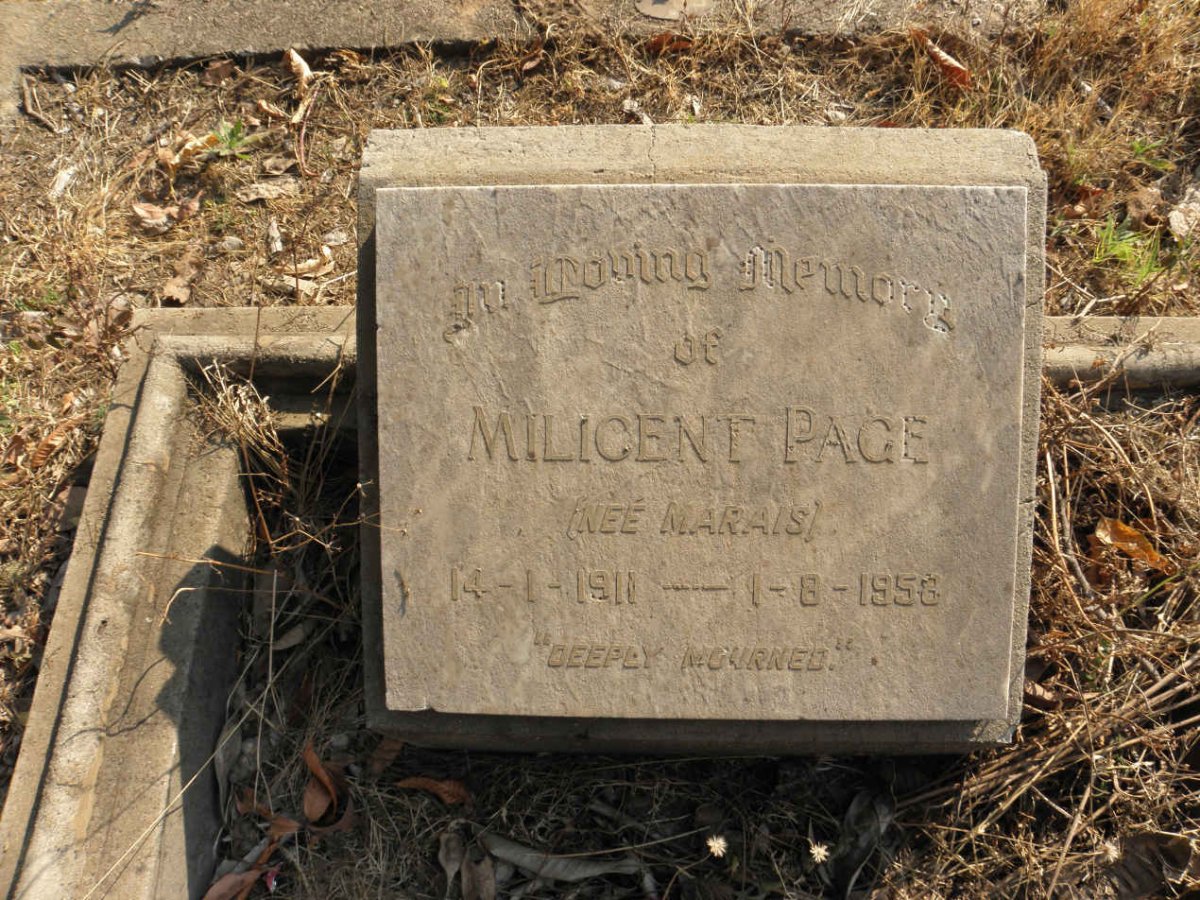 In Loving Memory
of
MILICENT PAGE
(NEÉ MARAIS)
14-1-1911 — 1-8-1958
"DEEPLY MOURNED."